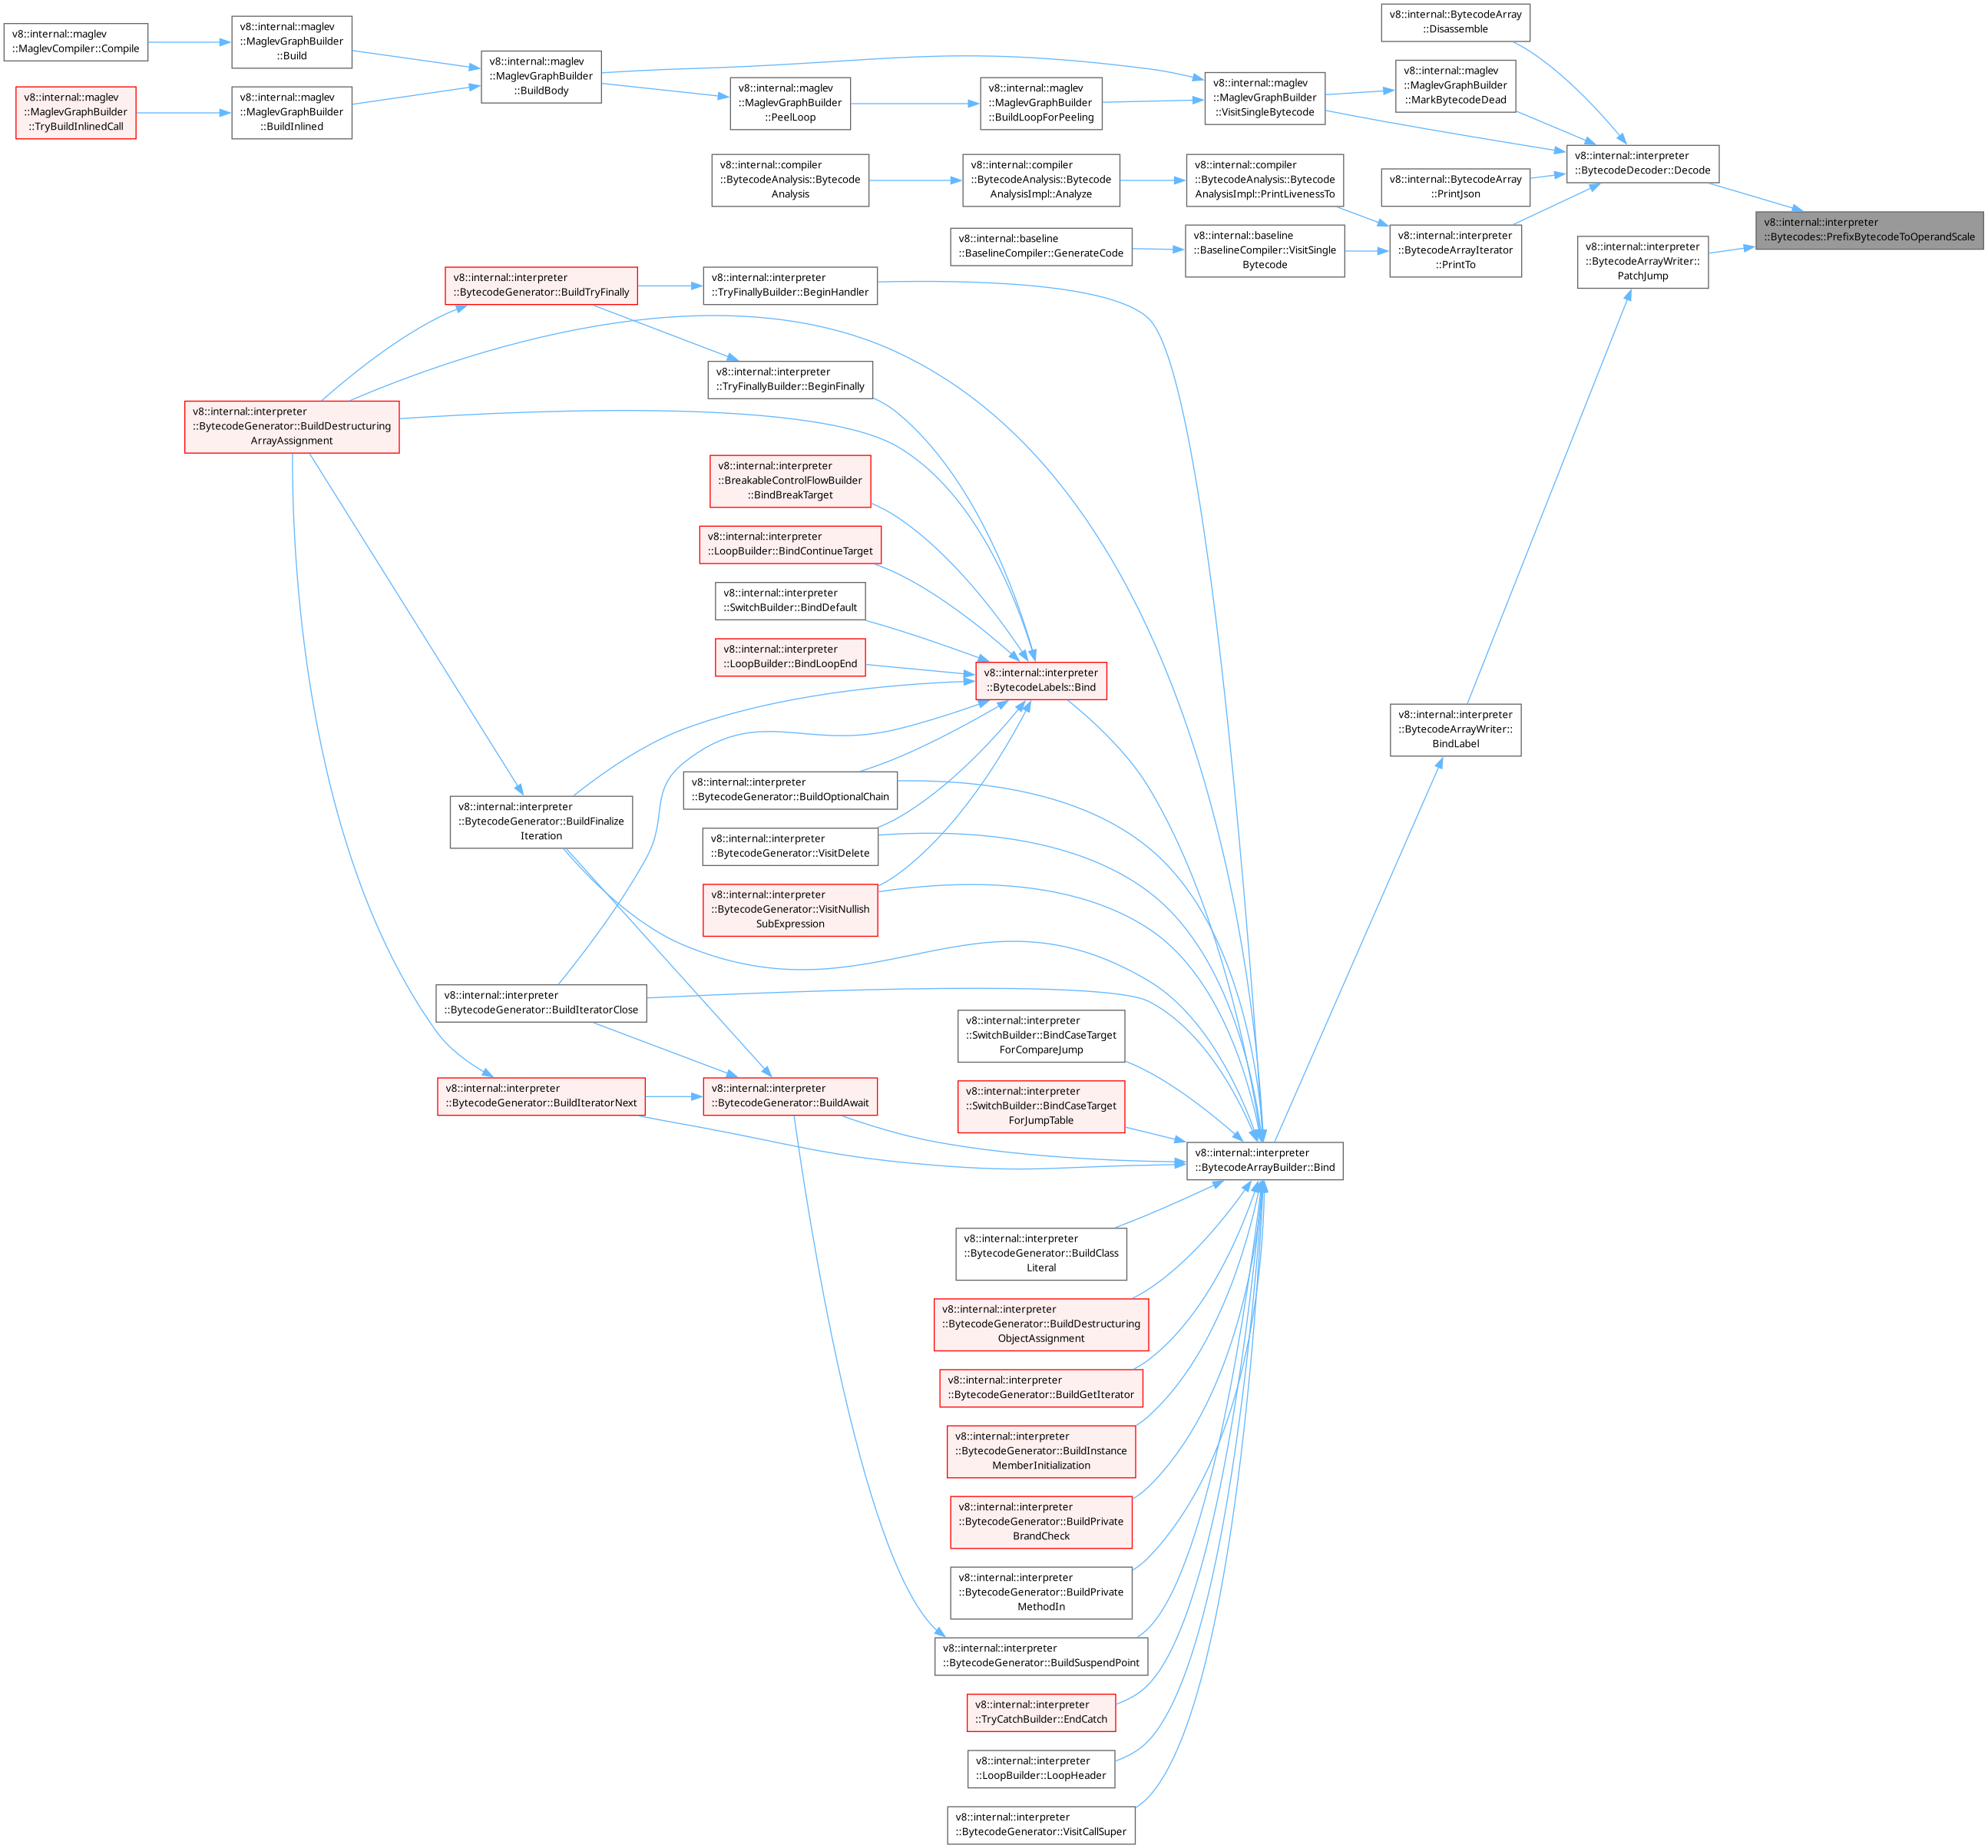 v8::internal::maglev
::MaglevCompiler::Compile
v8::internal::maglev
::MaglevGraphBuilder
::Build
v8::internal::maglev
::MaglevGraphBuilder
::TryBuildInlinedCall
v8::internal::maglev
::MaglevGraphBuilder
::BuildInlined
v8::internal::maglev
::MaglevGraphBuilder
::BuildBody
v8::internal::maglev
::MaglevGraphBuilder
::PeelLoop
v8::internal::maglev
::MaglevGraphBuilder
::BuildLoopForPeeling
v8::internal::maglev
::MaglevGraphBuilder
::VisitSingleBytecode
v8::internal::BytecodeArray
::Disassemble
v8::internal::maglev
::MaglevGraphBuilder
::MarkBytecodeDead
v8::internal::interpreter
::BytecodeDecoder::Decode
v8::internal::compiler
::BytecodeAnalysis::Bytecode
Analysis
v8::internal::compiler
::BytecodeAnalysis::Bytecode
AnalysisImpl::Analyze
v8::internal::compiler
::BytecodeAnalysis::Bytecode
AnalysisImpl::PrintLivenessTo
v8::internal::BytecodeArray
::PrintJson
v8::internal::interpreter
::Bytecodes::PrefixBytecodeToOperandScale
v8::internal::baseline
::BaselineCompiler::GenerateCode
v8::internal::baseline
::BaselineCompiler::VisitSingle
Bytecode
v8::internal::interpreter
::BytecodeArrayIterator
::PrintTo
v8::internal::interpreter
::BytecodeArrayWriter::
PatchJump
v8::internal::interpreter
::BytecodeGenerator::BuildTryFinally
v8::internal::interpreter
::TryFinallyBuilder::BeginHandler
v8::internal::interpreter
::TryFinallyBuilder::BeginFinally
v8::internal::interpreter
::BytecodeGenerator::BuildDestructuring
ArrayAssignment
v8::internal::interpreter
::BreakableControlFlowBuilder
::BindBreakTarget
v8::internal::interpreter
::LoopBuilder::BindContinueTarget
v8::internal::interpreter
::SwitchBuilder::BindDefault
v8::internal::interpreter
::LoopBuilder::BindLoopEnd
v8::internal::interpreter
::BytecodeLabels::Bind
v8::internal::interpreter
::BytecodeArrayWriter::
BindLabel
v8::internal::interpreter
::BytecodeGenerator::BuildOptionalChain
v8::internal::interpreter
::BytecodeGenerator::BuildFinalize
Iteration
v8::internal::interpreter
::BytecodeGenerator::VisitDelete
v8::internal::interpreter
::BytecodeGenerator::VisitNullish
SubExpression
v8::internal::interpreter
::BytecodeGenerator::BuildIteratorClose
v8::internal::interpreter
::SwitchBuilder::BindCaseTarget
ForCompareJump
v8::internal::interpreter
::BytecodeGenerator::BuildIteratorNext
v8::internal::interpreter
::BytecodeGenerator::BuildAwait
v8::internal::interpreter
::SwitchBuilder::BindCaseTarget
ForJumpTable
v8::internal::interpreter
::BytecodeArrayBuilder::Bind
v8::internal::interpreter
::BytecodeGenerator::BuildClass
Literal
v8::internal::interpreter
::BytecodeGenerator::BuildDestructuring
ObjectAssignment
v8::internal::interpreter
::BytecodeGenerator::BuildGetIterator
v8::internal::interpreter
::BytecodeGenerator::BuildInstance
MemberInitialization
v8::internal::interpreter
::BytecodeGenerator::BuildPrivate
BrandCheck
v8::internal::interpreter
::BytecodeGenerator::BuildPrivate
MethodIn
v8::internal::interpreter
::BytecodeGenerator::BuildSuspendPoint
v8::internal::interpreter
::TryCatchBuilder::EndCatch
v8::internal::interpreter
::LoopBuilder::LoopHeader
v8::internal::interpreter
::BytecodeGenerator::VisitCallSuper